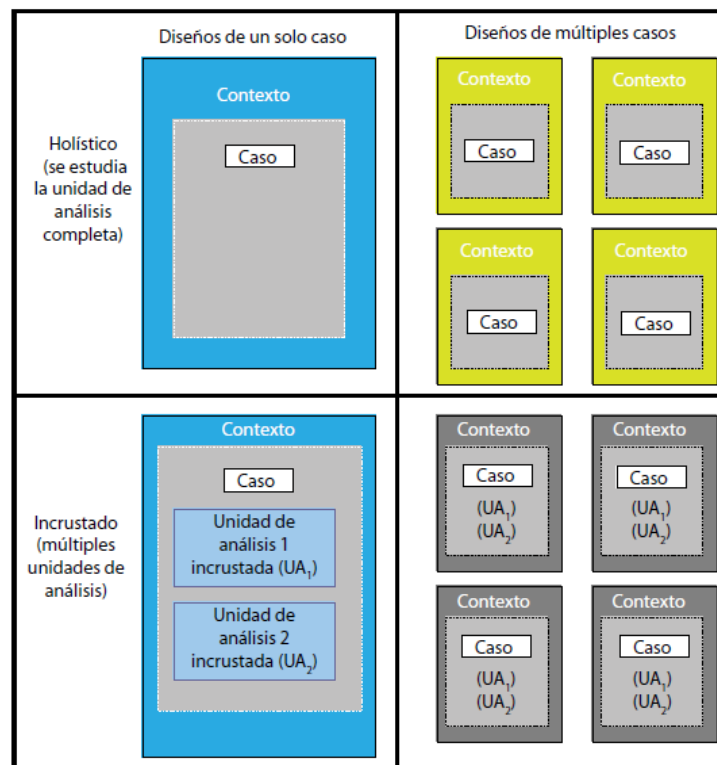 Diseños de un solo caso
Diseños de múltiples casos
Holístico
(se estudia
la unidad de
análisis
completa)
Contexto
Caso
Contexto
Caso
Contexto
Caso
Contexto
Caso
Contexto
Caso
Incrustado
(múltiples
unidades de
análisis)
Contexto
Caso
Unidad de
análisis 1
incrustada (UA₁)
Unidad de
análisis 2
incrustada (UA₂)
Contexto
Caso
(UA₁)
(UA₂)
Contexto
Caso
(UA₁)
(UA₂)
Contexto
Caso
(UA₁)
(UA₂)
Contexto
Caso
(UA₁)
(UA₂)